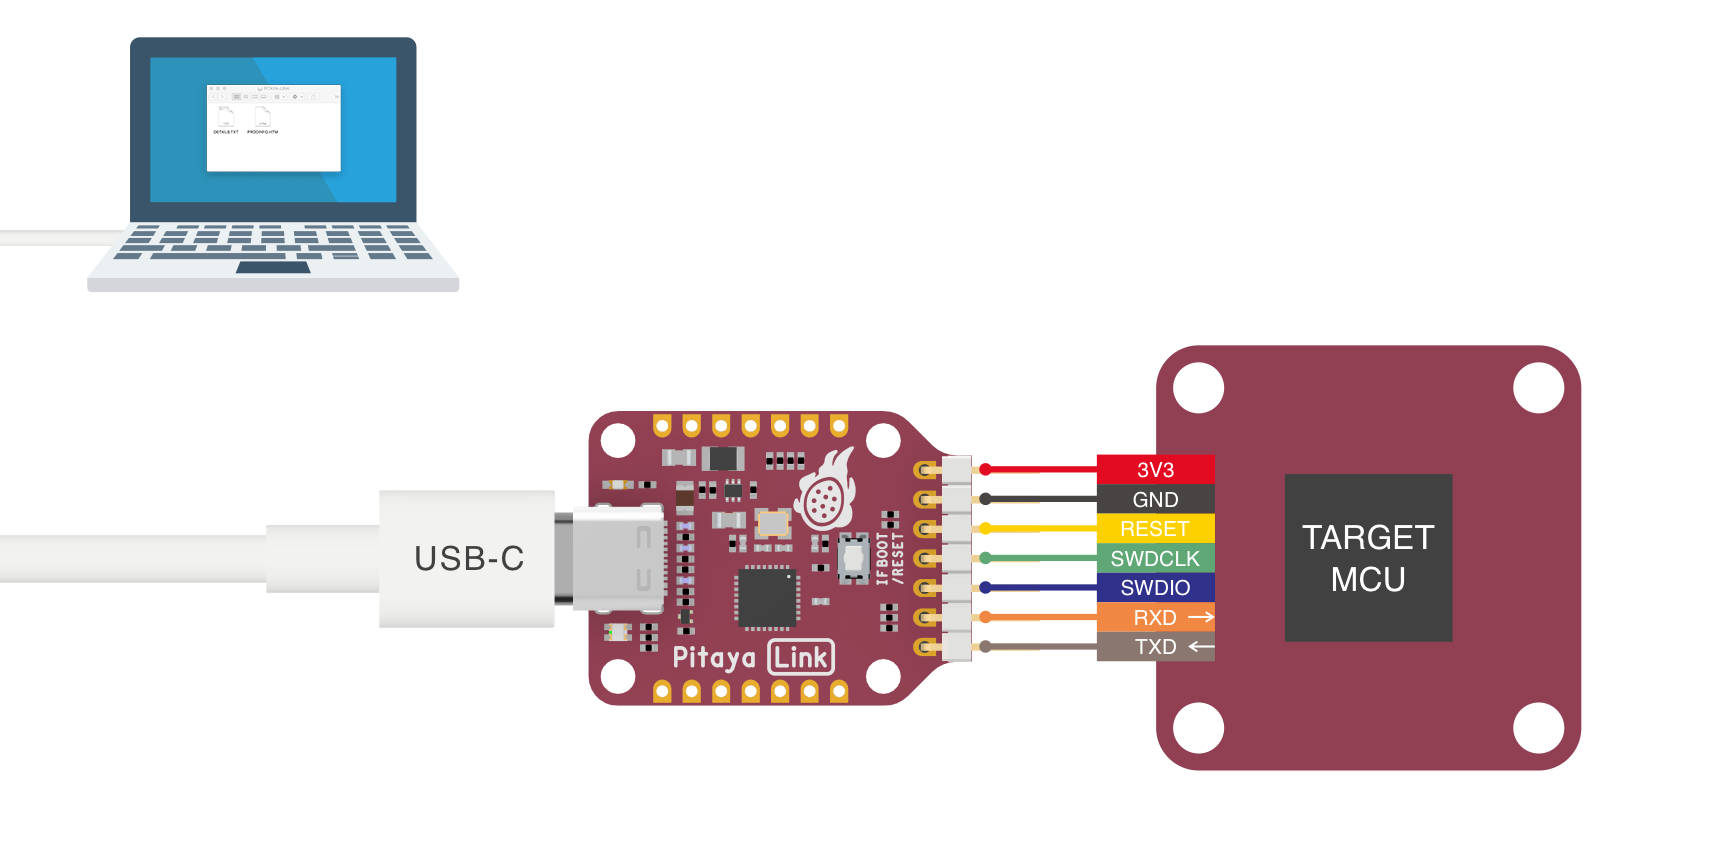 PITAYA-LINK
DETAILS.TXT PRODINFO.HTM
USB-C
IF BOOT
/RESET
Pitaya Link
3V3
GND
RESET
SWDCLK
SWDIO
RXD →
TXD ←
TARGET
MCU